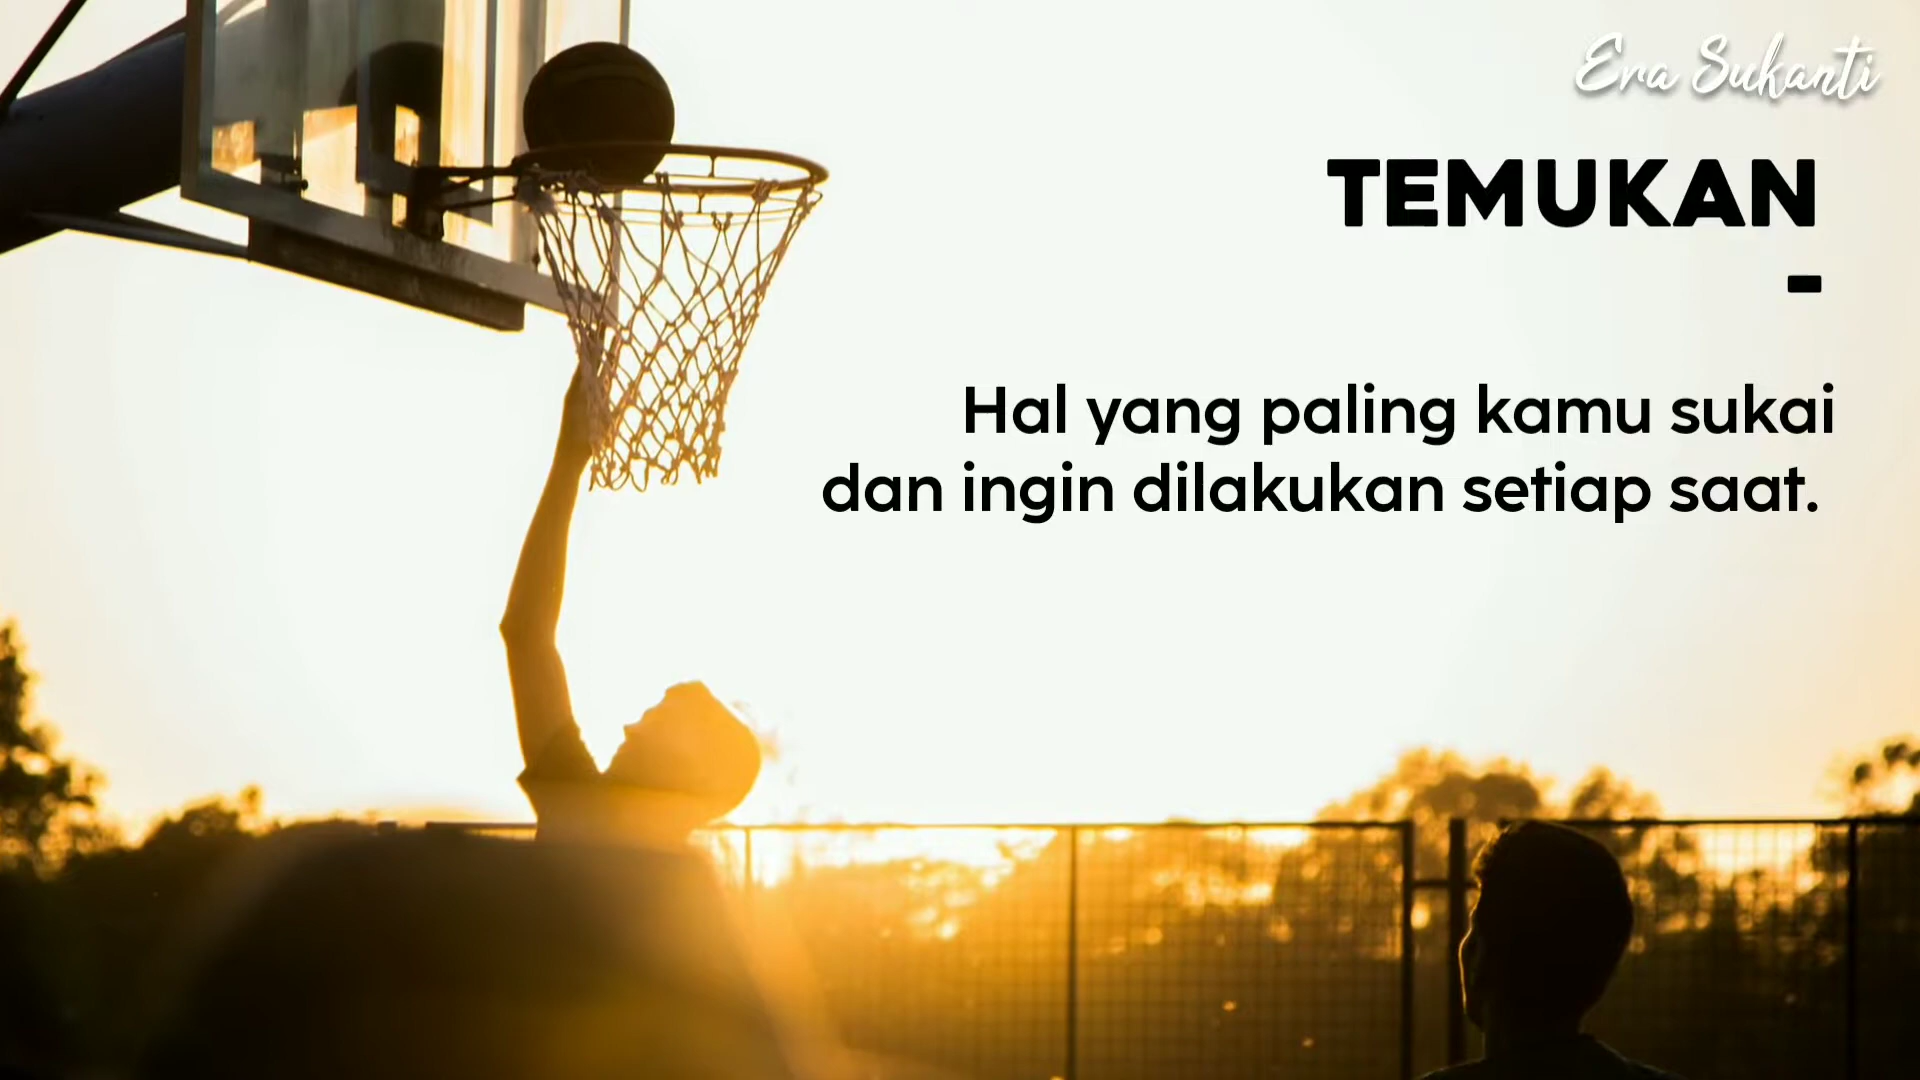 Era Sukanti
TEMUKAN
-
Hal yang paling kamu sukai
dan ingin dilakukan setiap saat.